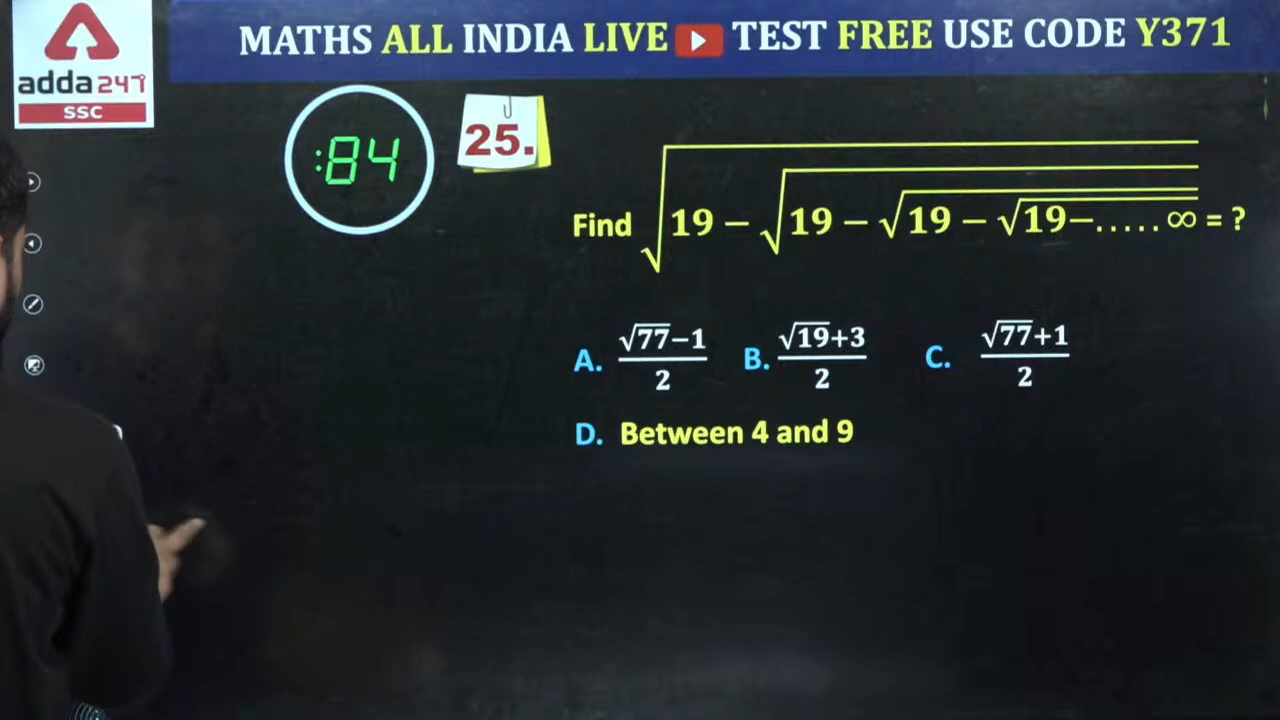 MATHS ALL INDIA LIVE TEST FREE USE CODE Y371
adda247
SSC
:84
25.
Find √(19 − √(19 − √(19 − √(19−.....∞ = ?
A. (√77−1)/2 B. (√19+3)/2 C. (√77+1)/2
D. Between 4 and 9